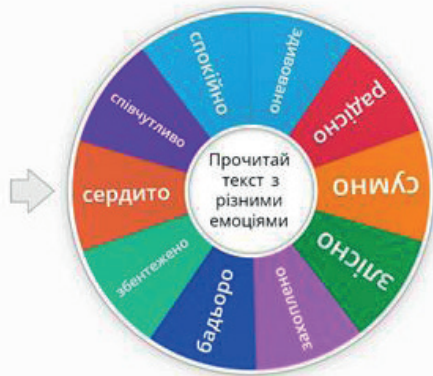 Прочитай
текст з
різними
емоціями
спокійно
здивовано
радісно
сумно
злісно
захоплено
бадьоро
збентежено
сердито
співчутливо